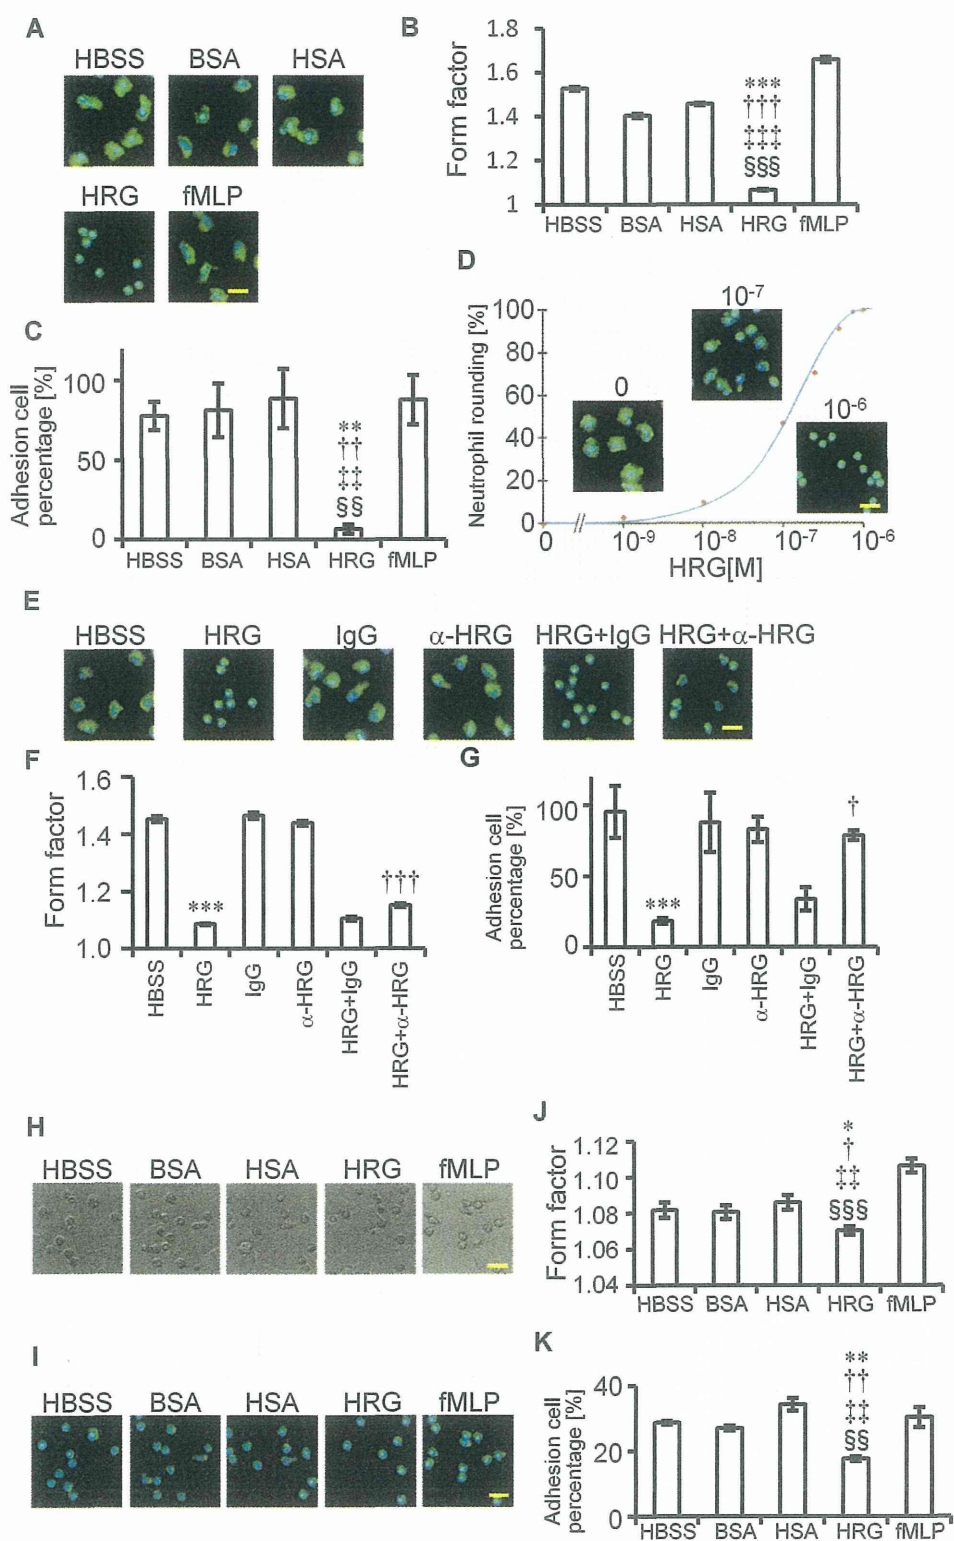 A
HBSS BSA HSA
HRG fMLP
B
Form factor
1.8
1.6
1.4
1.2
1
***
†††
‡‡‡
§§§
HBSS BSA HSA HRG fMLP
C
Adhesion cell
percentage [%]
100
50
0
**
††
‡‡
§§
HBSS BSA HSA HRG fMLP
D
Neutrophil rounding [%]
100
80
60
40
20
0
0
10-7
10-6
0 // 10-9 10-8 10-7 10-6
HRG[M]
E
HBSS HRG IgG α-HRG HRG+IgG HRG+α-HRG
F
Form factor
1.6
1.4
1.2
1.0
***
†††
HBSS
HRG
IgG
α-HRG
HRG+IgG
HRG+α-HRG
G
Adhesion cell
percentage [%]
100
50
0
***
†
HBSS
HRG
IgG
α-HRG
HRG+IgG
HRG+α-HRG
H
HBSS BSA HSA HRG fMLP
J
Form factor
1.12
1.10
1.08
1.06
1.04
*
†
‡‡
§§§
HBSS BSA HSA HRG fMLP
I
HBSS BSA HSA HRG fMLP
K
Adhesion cell
percentage [%]
40
20
0
**
††
‡‡
§§
HBSS BSA HSA HRG fMLP